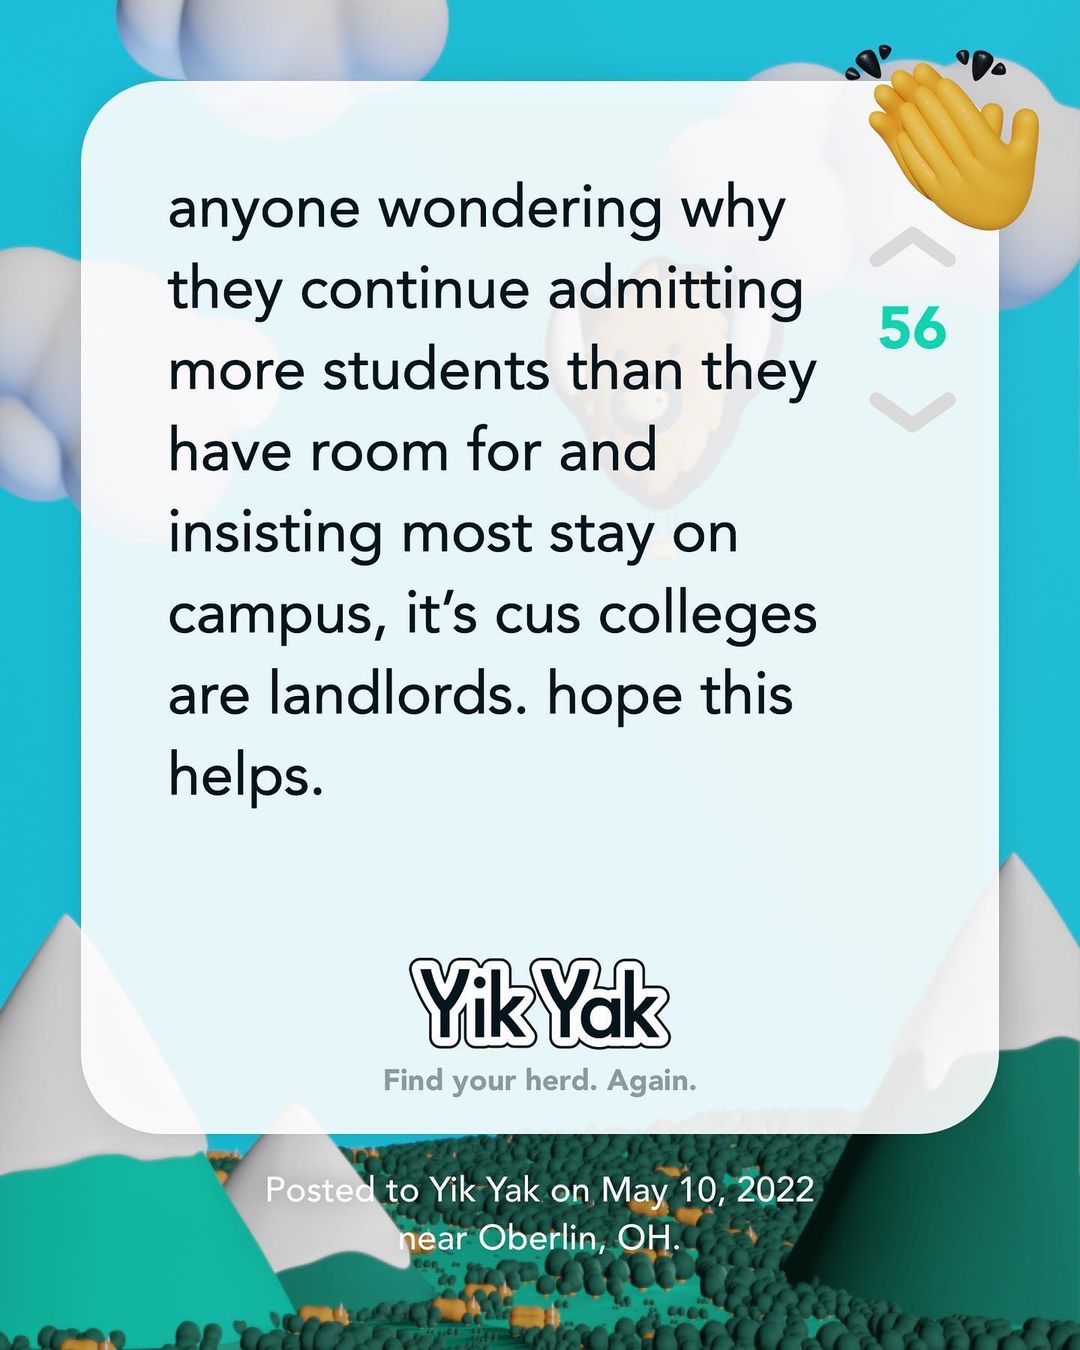 anyone wondering why
they continue admitting
more students than they
have room for and
insisting most stay on
campus, it’s cus colleges
are landlords. hope this
helps.
56
Yik Yak
Find your herd. Again.
Posted to Yik Yak on May 10, 2022
near Oberlin, OH.